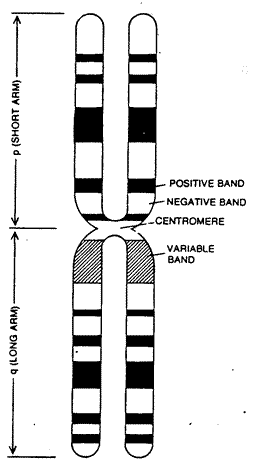 p (SHORT ARM)
POSITIVE BAND
NEGATIVE BAND
CENTROMERE
VARIABLE
BAND
q (LONG ARM)